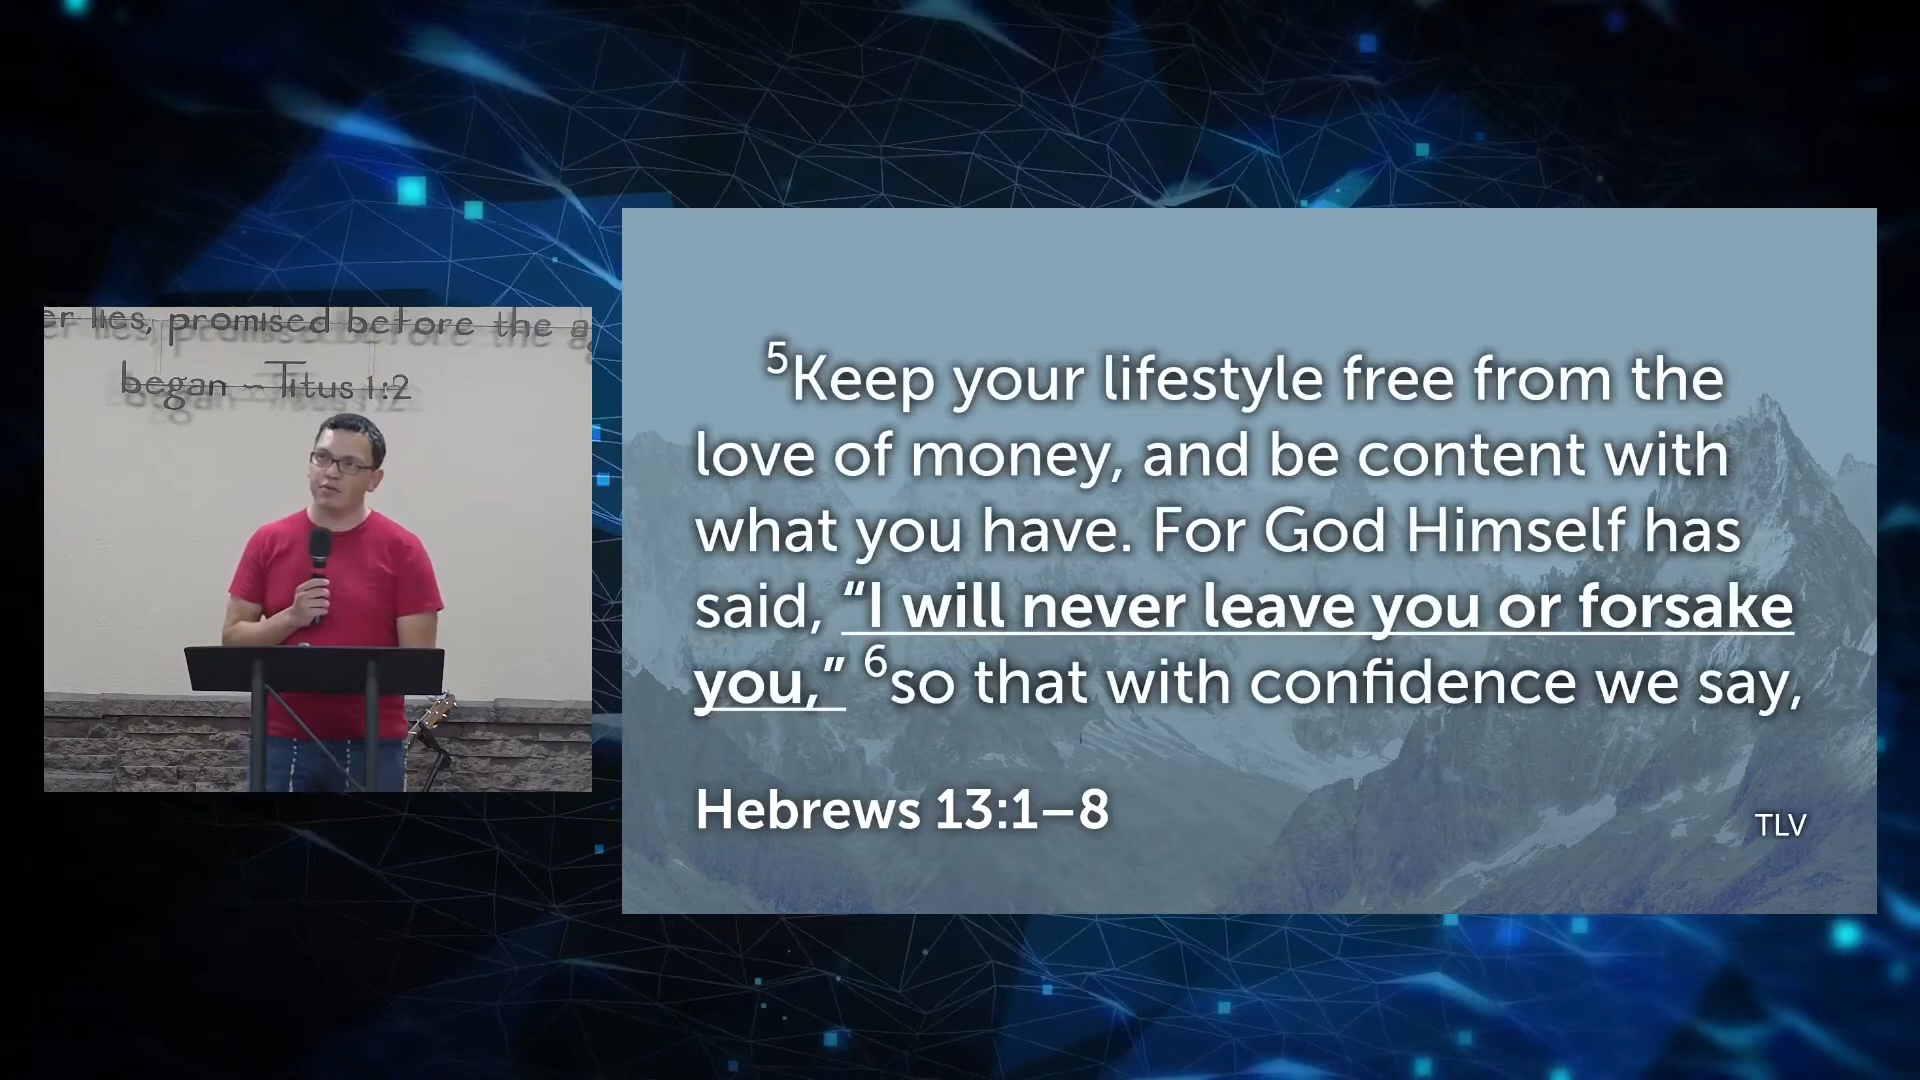 er lies, promised before the a
began ~ Titus 1:2
⁵Keep your lifestyle free from the
love of money, and be content with
what you have. For God Himself has
said, “I will never leave you or forsake
you,” ⁶so that with confidence we say,
Hebrews 13:1–8
TLV